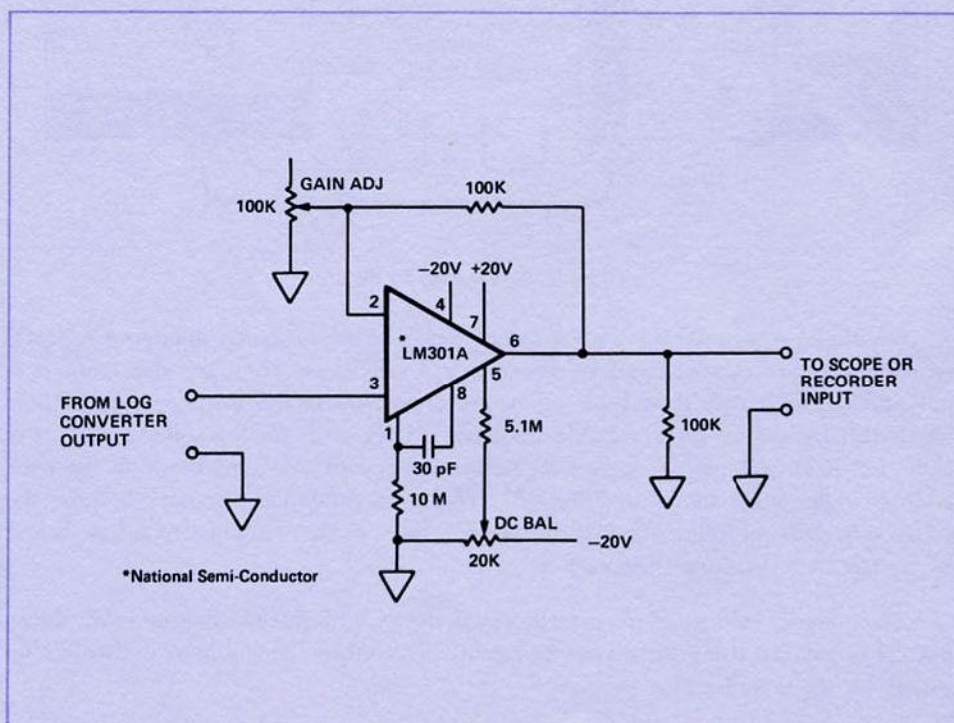 GAIN ADJ
100K
100K
−20V +20V
2
4
7
6
*
LM301A
3
5
8
1
FROM LOG
CONVERTER
OUTPUT
TO SCOPE OR
RECORDER
INPUT
5.1M
100K
30 pF
10 M
DC BAL
−20V
20K
*National Semi-Conductor